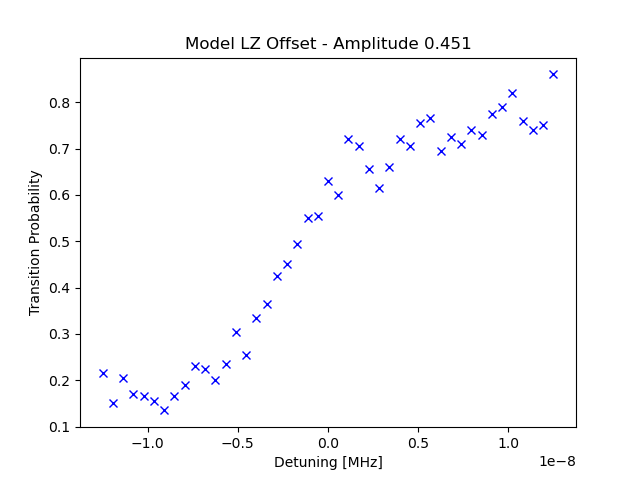 Model LZ Offset - Amplitude 0.451
Transition Probability
0.8
0.7
0.6
0.5
0.4
0.3
0.2
0.1
−1.0 −0.5 0.0 0.5 1.0
1e−8
Detuning [MHz]